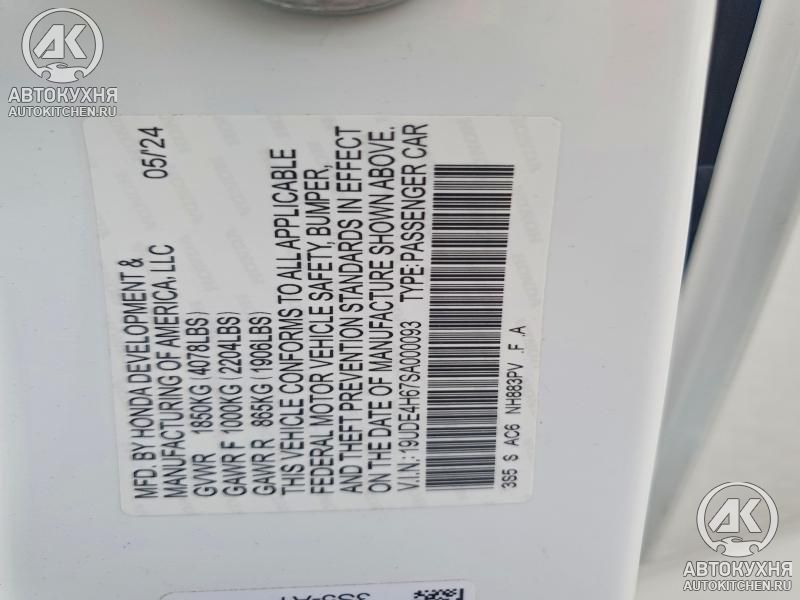 AK
АВТОКУХНЯ
AUTOKITCHEN.RU
MFD. BY HONDA DEVELOPMENT & 05/'24
MANUFACTURING OF AMERICA, LLC
GVWR 1850KG (4078LBS)
GAWR F 1000KG (2204LBS)
GAWR R 865KG (1906LBS)
THIS VEHICLE CONFORMS TO ALL APPLICABLE
FEDERAL MOTOR VEHICLE SAFETY, BUMPER,
AND THEFT PREVENTION STANDARDS IN EFFECT
ON THE DATE OF MANUFACTURE SHOWN ABOVE.
V.I.N.:19UDE4H67SA000093 TYPE:PASSENGER CAR
3S5 S AC6 NH883PV .F .A
AK
АВТОКУХНЯ
AUTOKITCHEN.RU